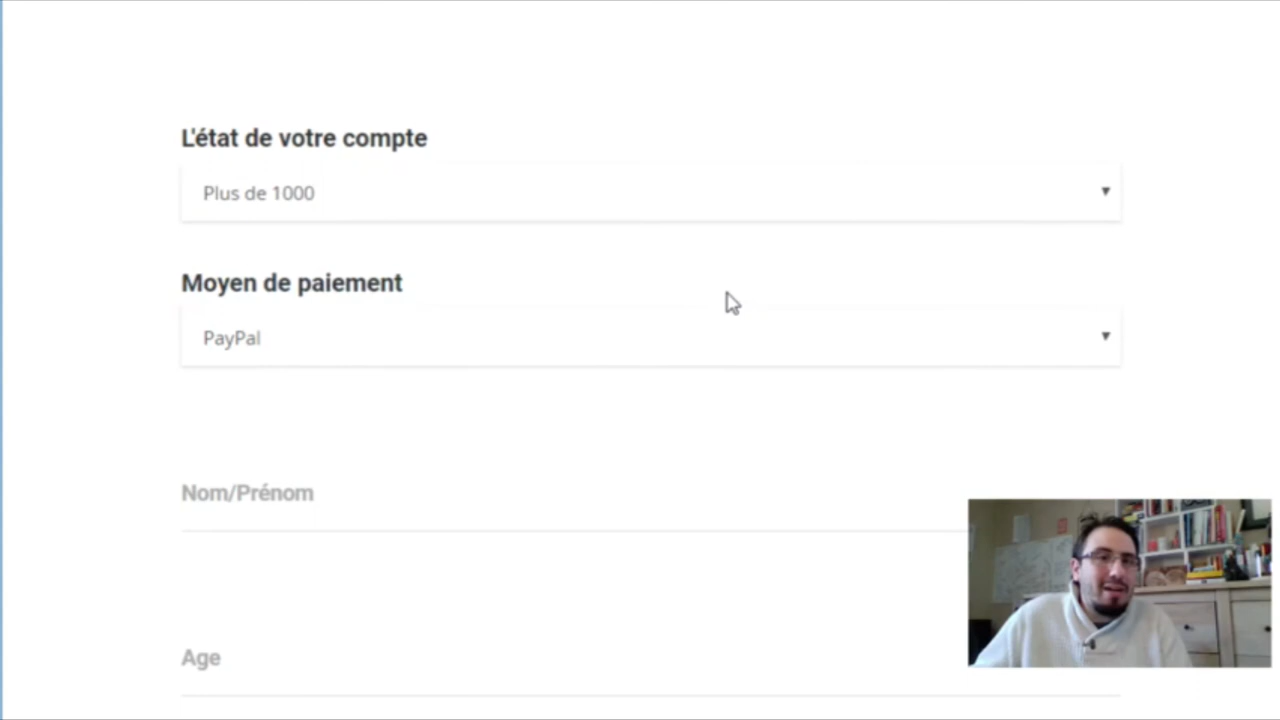 L'état de votre compte
Plus de 1000
Moyen de paiement
PayPal
Nom/Prénom
Age